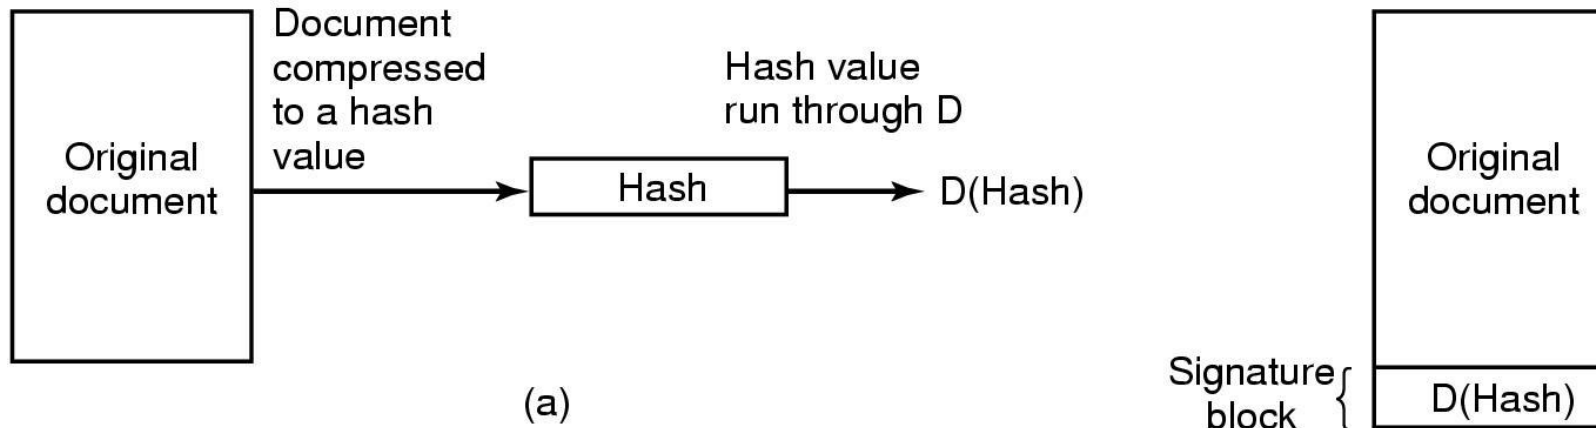 Original
document
Document
compressed
to a hash
value
Hash
Hash value
run through D
D(Hash)
(a)
Original
document
Signature
block
D(Hash)